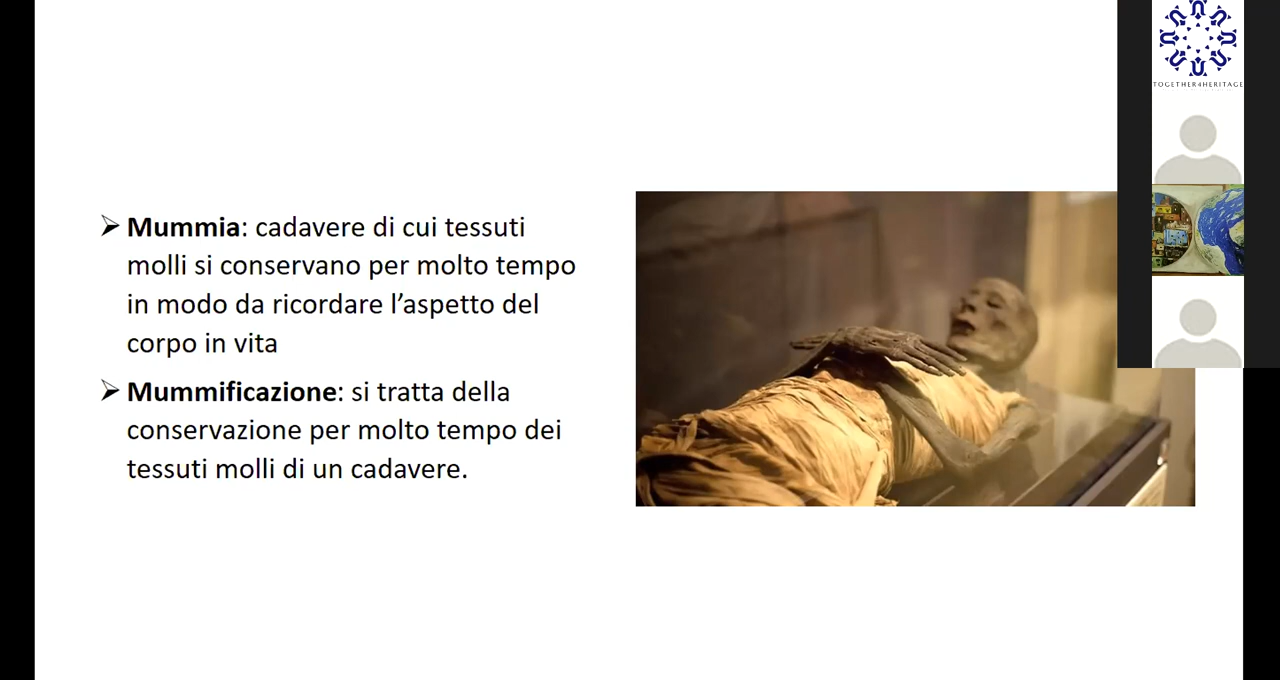 ➢ Mummia: cadavere di cui tessuti
molli si conservano per molto tempo
in modo da ricordare l’aspetto del
corpo in vita
➢ Mummificazione: si tratta della
conservazione per molto tempo dei
tessuti molli di un cadavere.
TOGETHER4HERITAGE